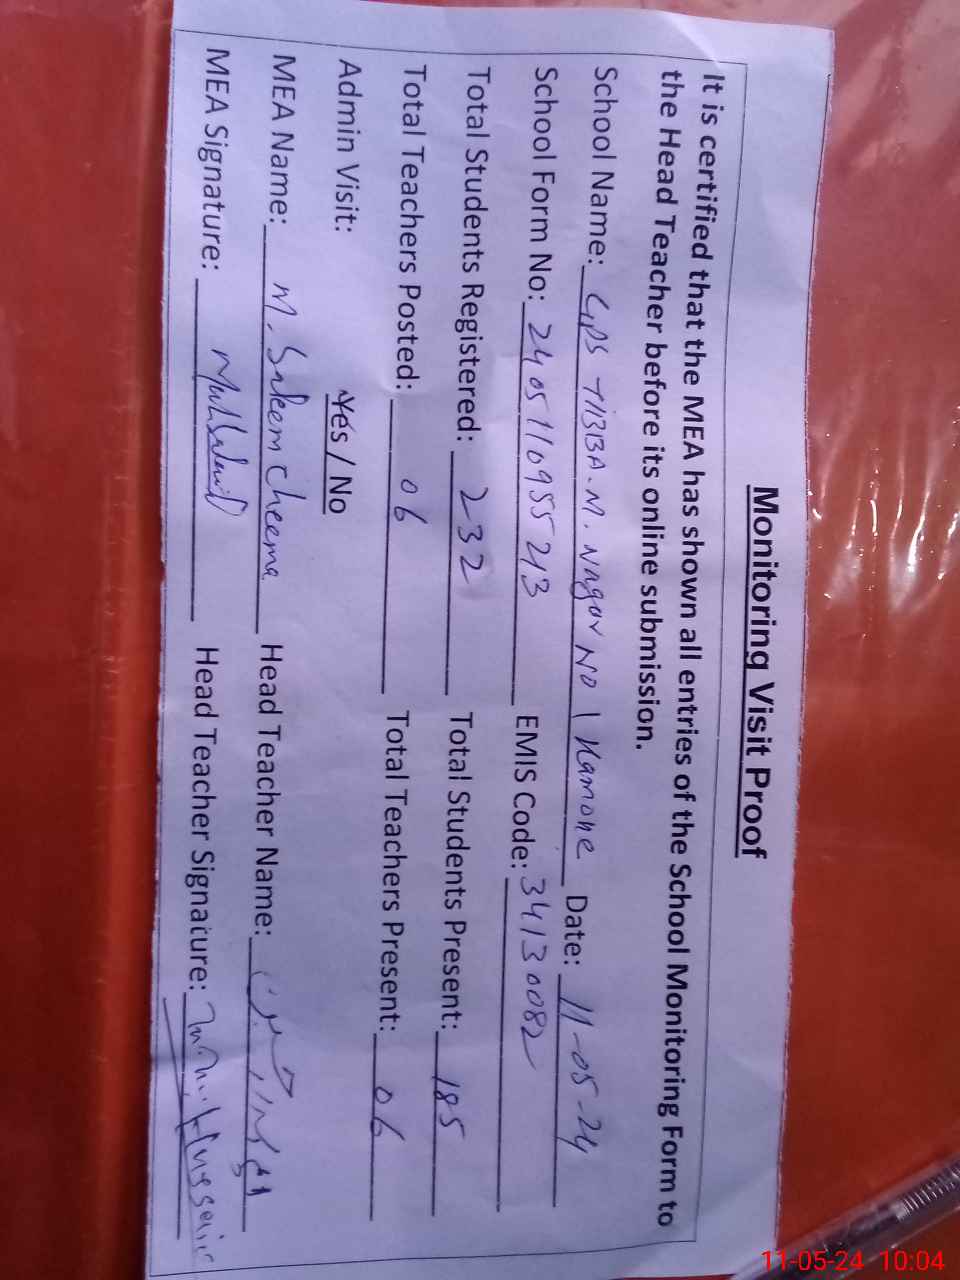 Monitoring Visit Proof
It is certified that the MEA has shown all entries of the School Monitoring Form to
the Head Teacher before its online submission.
School Name: GPS TIBBA. M. Nagar NO 1 Kamoke Date: 11-05-24
School Form No: 2405110955213 EMIS Code: 34130082
Total Students Registered: 232 Total Students Present: 185
Total Teachers Posted: 06 Total Teachers Present: 06
Admin Visit: Yes / No
MEA Name: M. Saleem Cheema Head Teacher Name:
MEA Signature: Head Teacher Signature:
11-05-24 10:04